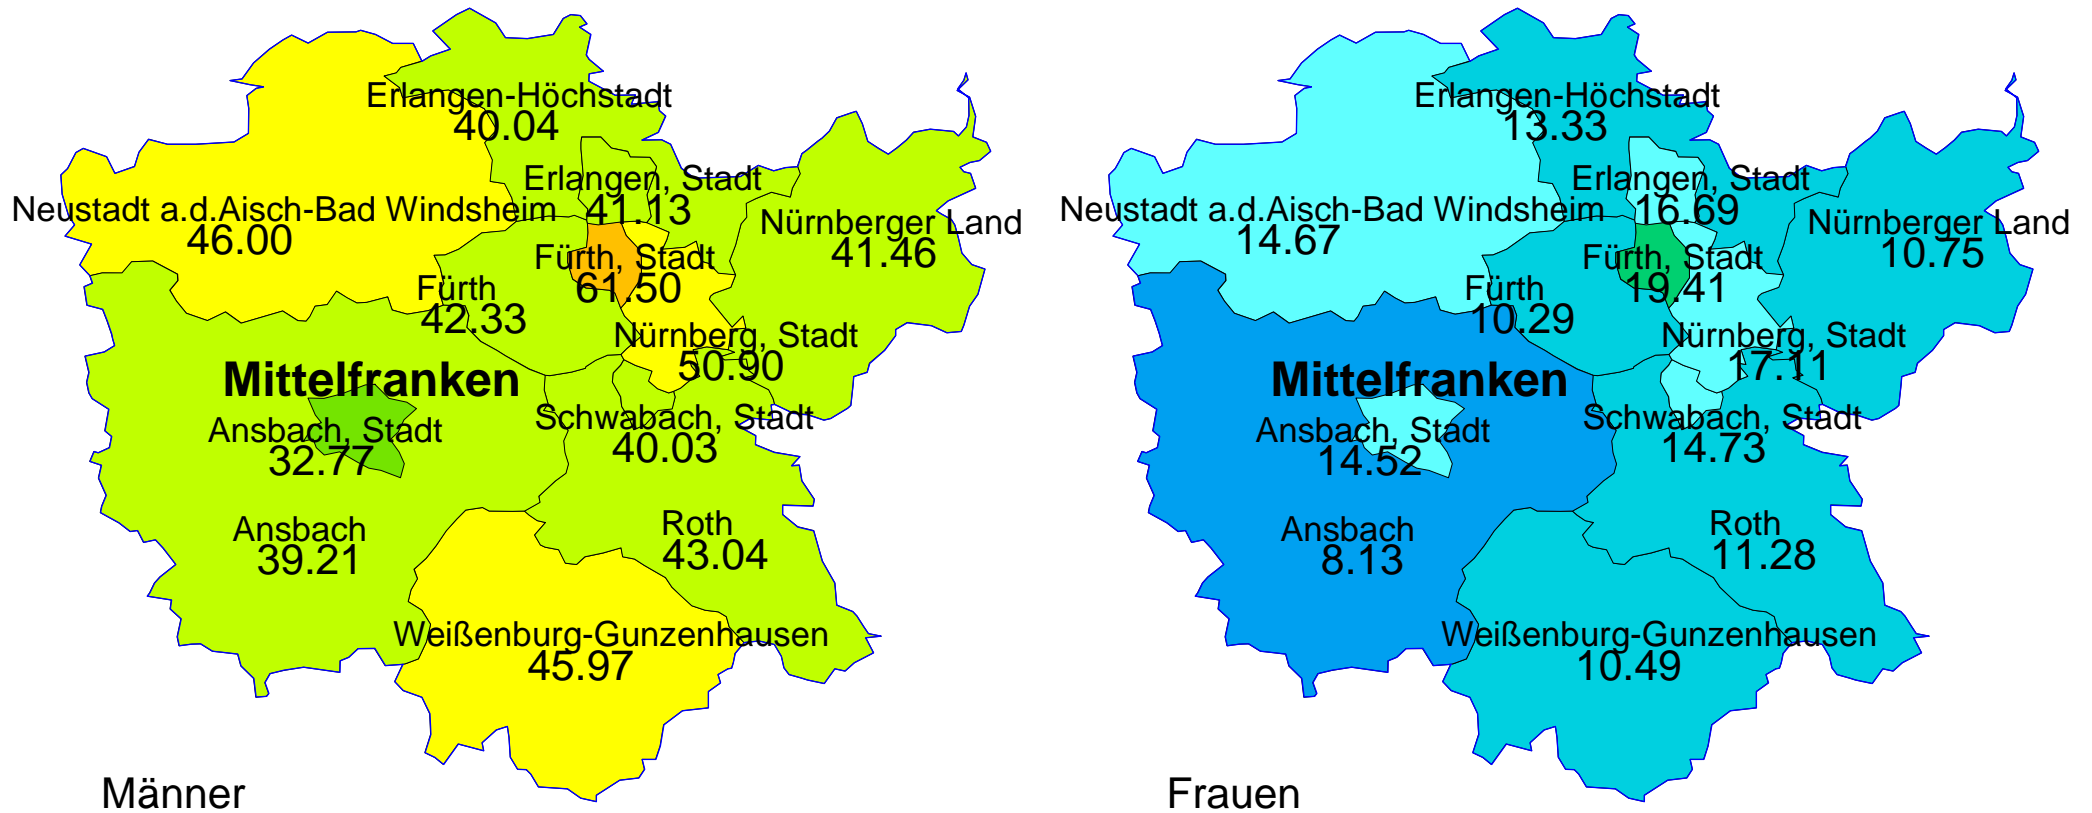 Erlangen-Höchstadt
40.04
Erlangen, Stadt
41.13
Neustadt a.d.Aisch-Bad Windsheim
46.00
Nürnberger Land
41.46
Fürth, Stadt
61.50
Fürth
42.33
Nürnberg, Stadt
50.90
Mittelfranken
Ansbach, Stadt
32.77
Schwabach, Stadt
40.03
Ansbach
39.21
Roth
43.04
Weißenburg-Gunzenhausen
45.97
Männer
Erlangen-Höchstadt
13.33
Erlangen, Stadt
16.69
Neustadt a.d.Aisch-Bad Windsheim
14.67
Nürnberger Land
10.75
Fürth, Stadt
19.41
Fürth
10.29
Nürnberg, Stadt
17.11
Mittelfranken
Ansbach, Stadt
14.52
Schwabach, Stadt
14.73
Ansbach
8.13
Roth
11.28
Weißenburg-Gunzenhausen
10.49
Frauen